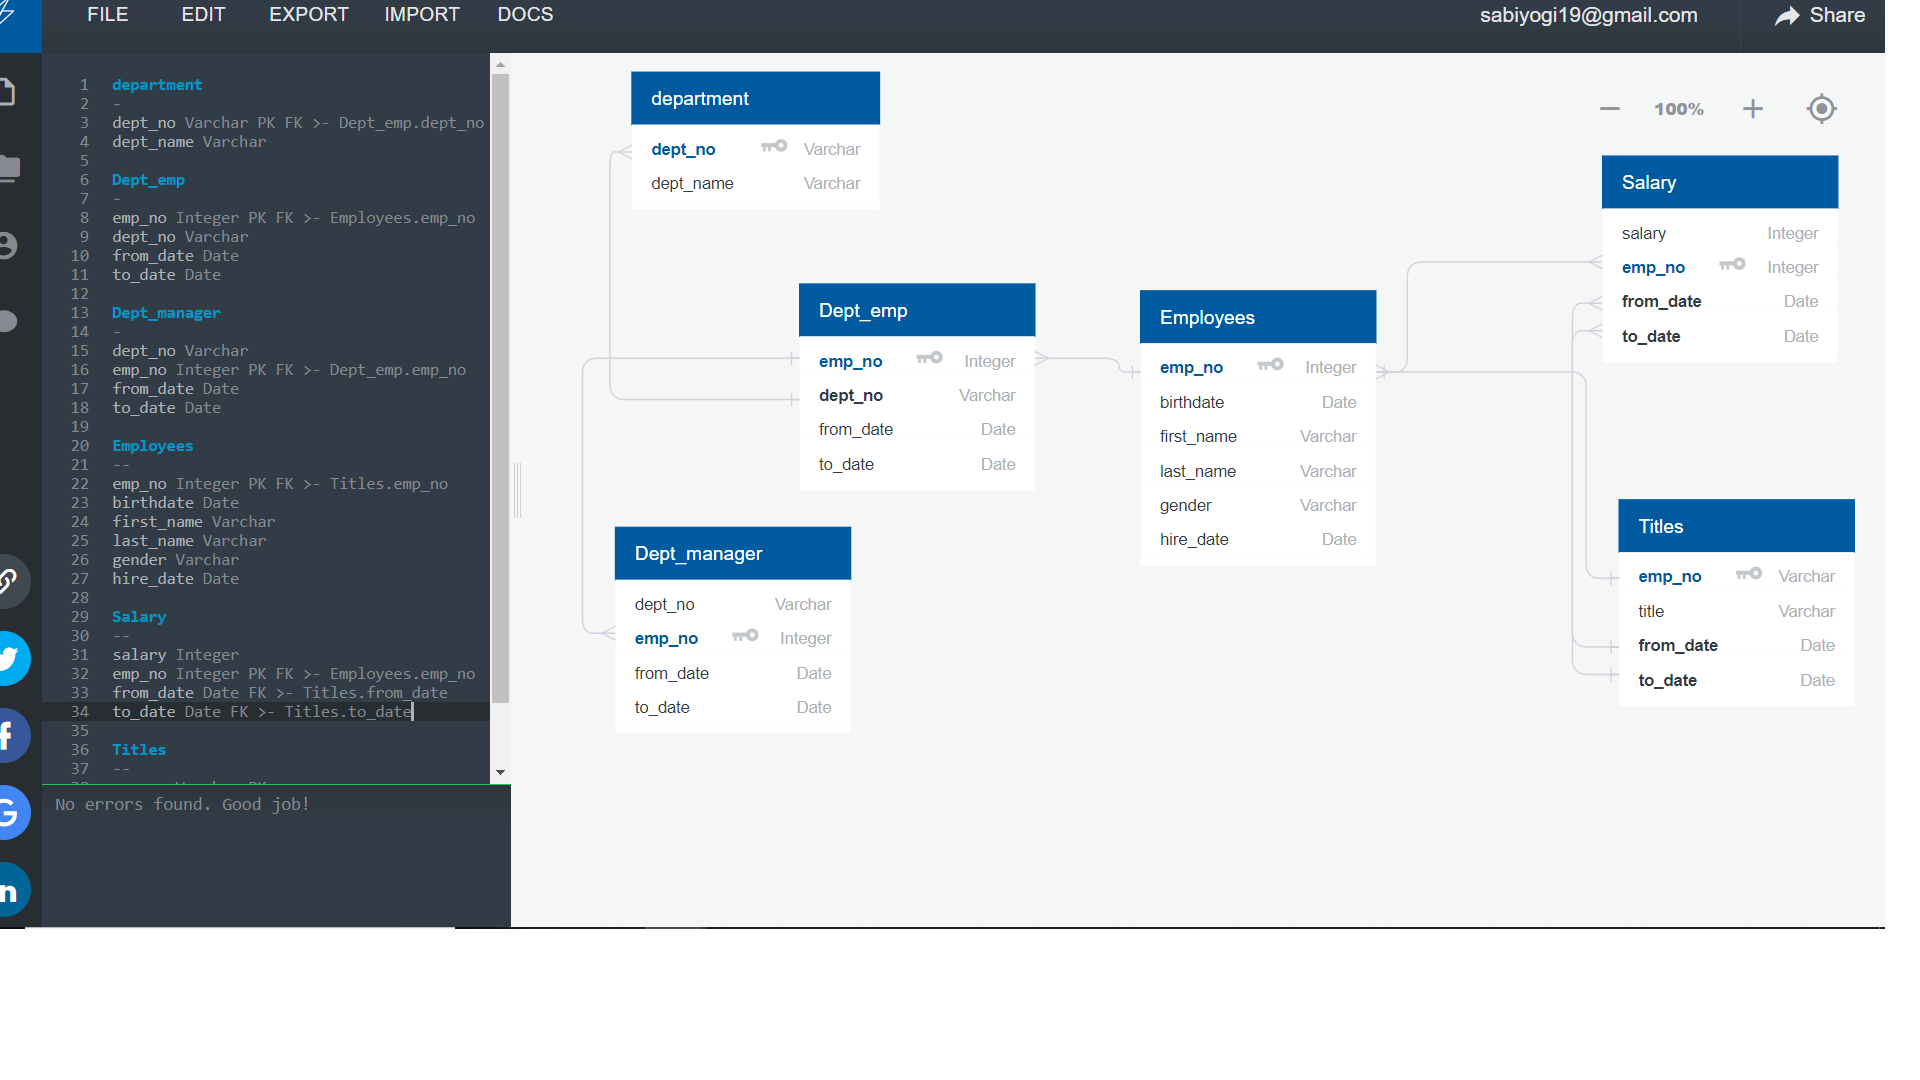 FILE EDIT EXPORT IMPORT DOCS sabiyogi19@gmail.com Share
1 department
2 -
3 dept_no Varchar PK FK >- Dept_emp.dept_no
4 dept_name Varchar
5
6 Dept_emp
7 -
8 emp_no Integer PK FK >- Employees.emp_no
9 dept_no Varchar
10 from_date Date
11 to_date Date
12
13 Dept_manager
14 -
15 dept_no Varchar
16 emp_no Integer PK FK >- Dept_emp.emp_no
17 from_date Date
18 to_date Date
19
20 Employees
21 --
22 emp_no Integer PK FK >- Titles.emp_no
23 birthdate Date
24 first_name Varchar
25 last_name Varchar
26 gender Varchar
27 hire_date Date
28
29 Salary
30 --
31 salary Integer
32 emp_no Integer PK FK >- Employees.emp_no
33 from_date Date FK >- Titles.from_date
34 to_date Date FK >- Titles.to_date
35
36 Titles
37 --
No errors found. Good job!
department
dept_no Varchar
dept_name Varchar
Dept_emp
emp_no Integer
dept_no Varchar
from_date Date
to_date Date
Dept_manager
dept_no Varchar
emp_no Integer
from_date Date
to_date Date
Employees
emp_no Integer
birthdate Date
first_name Varchar
last_name Varchar
gender Varchar
hire_date Date
100%
Salary
salary Integer
emp_no Integer
from_date Date
to_date Date
Titles
emp_no Varchar
title Varchar
from_date Date
to_date Date